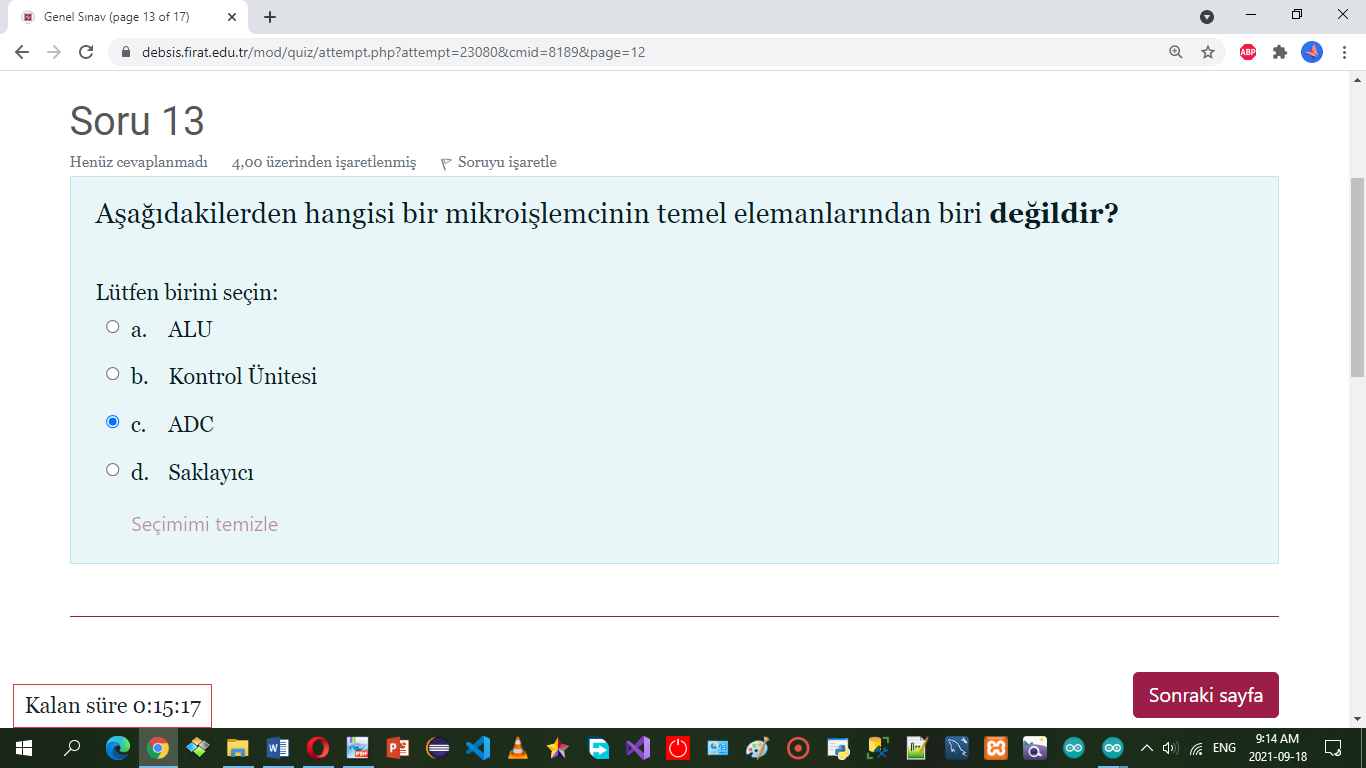 Genel Sınav (page 13 of 17)
debsis.firat.edu.tr/mod/quiz/attempt.php?attempt=23080&cmid=8189&page=12
ABP
Soru 13
Henüz cevaplanmadı 4,00 üzerinden işaretlenmiş Soruyu işaretle
Aşağıdakilerden hangisi bir mikroişlemcinin temel elemanlarından biri değildir?
Lütfen birini seçin:
a. ALU
b. Kontrol Ünitesi
c. ADC
d. Saklayıcı
Seçimimi temizle
Sonraki sayfa
Kalan süre 0:15:17
ENG
9:14 AM
2021-09-18